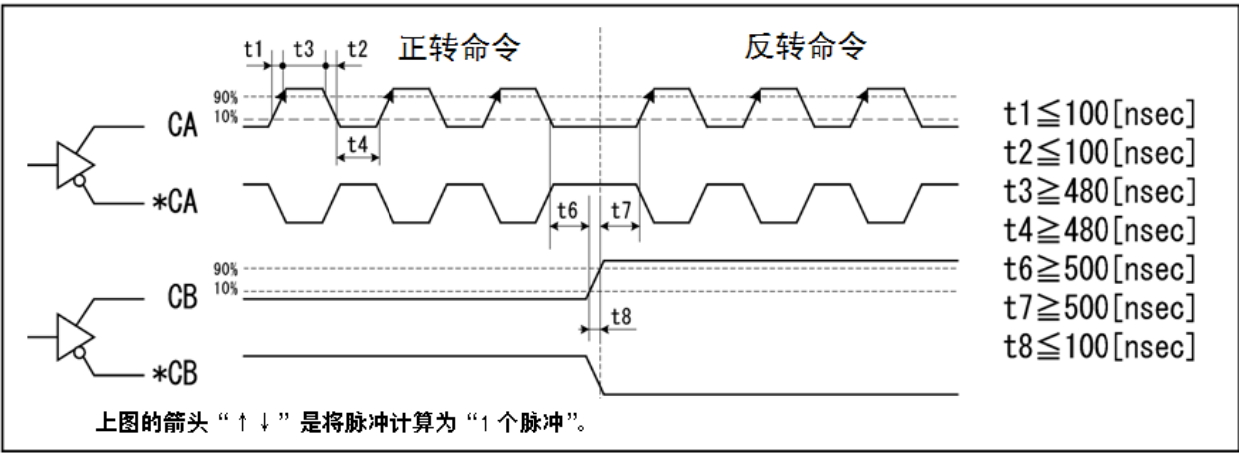 t1 t3 t2 正转命令 反转命令
90%
10%
CA
t4
*CA
t6 t7
90%
10%
CB
t8
*CB
t1≦100[nsec]
t2≦100[nsec]
t3≧480[nsec]
t4≧480[nsec]
t6≧500[nsec]
t7≧500[nsec]
t8≦100[nsec]
上图的箭头“↑↓”是将脉冲计算为“1个脉冲”。